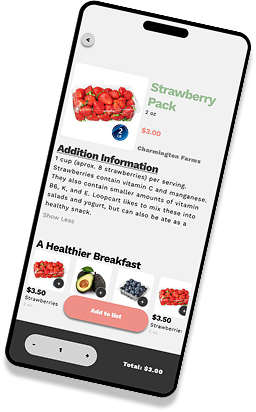 Strawberry
Pack
2 oz
$3.00
2
LB
Charmington Farms
Addition Information
1 cup (aprox. 8 strawberries) per serving.
Strawberries contain vitamin C and manganese.
They also contain smaller amounts of vitamin
B6, K, and E. Loopcart likes to mix these into
salads and yogurt, but can also be ate as a
healthy snack.
Show Less
A Healthier Breakfast
$3.50
Strawberries
$3.50
Strawberries
Add to list
- 1 +
Total: $3.00